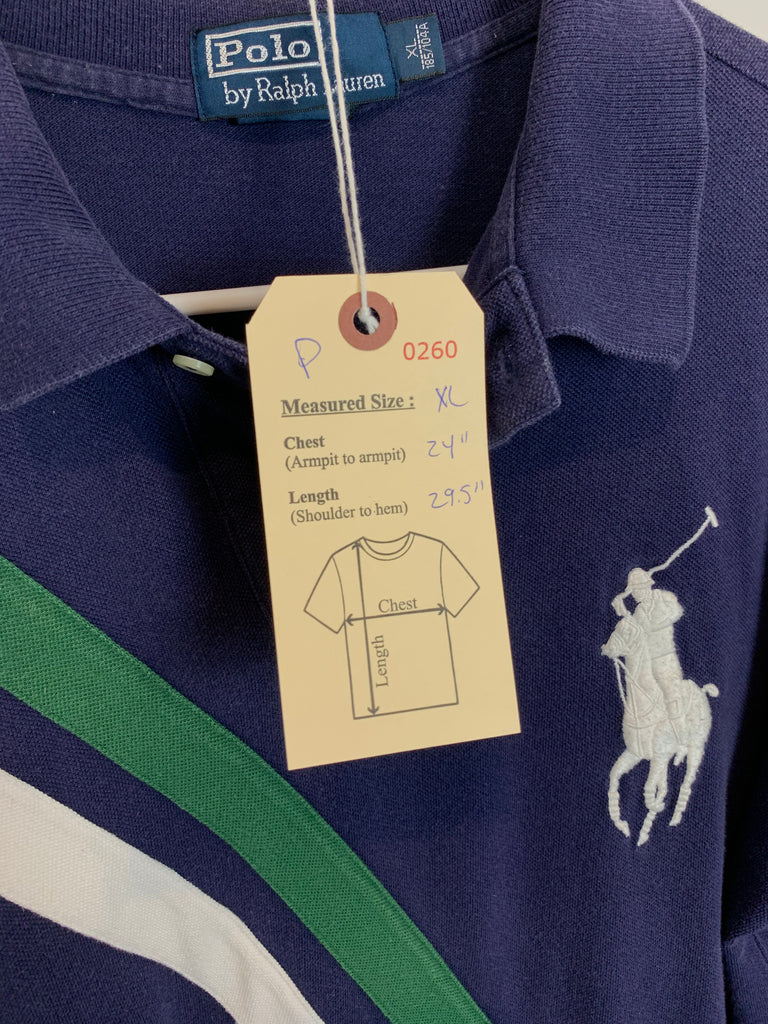 Polo
by Ralph Lauren
XL
185/104A
P
0260
Measured Size : XL
Chest
(Armpit to armpit) 24"
Length
(Shoulder to hem) 29.5"
Chest
Length